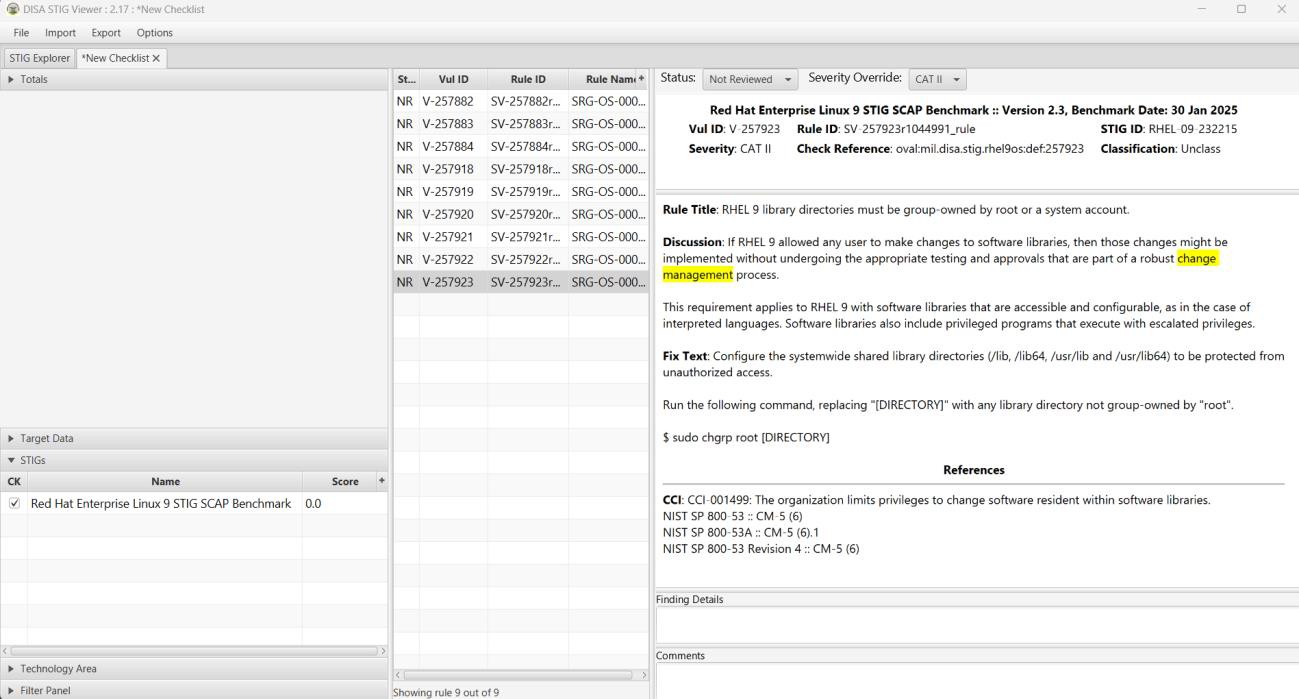 DISA STIG Viewer : 2.17 : *New Checklist
File Import Export Options
STIG Explorer *New Checklist
Totals
Target Data
STIGs
CK Name Score +
Red Hat Enterprise Linux 9 STIG SCAP Benchmark 0.0
Technology Area
Filter Panel
St... Vul ID Rule ID Rule Name +
NR V-257882 SV-257882r... SRG-OS-000...
NR V-257883 SV-257883r... SRG-OS-000...
NR V-257884 SV-257884r... SRG-OS-000...
NR V-257918 SV-257918r... SRG-OS-000...
NR V-257919 SV-257919r... SRG-OS-000...
NR V-257920 SV-257920r... SRG-OS-000...
NR V-257921 SV-257921r... SRG-OS-000...
NR V-257922 SV-257922r... SRG-OS-000...
NR V-257923 SV-257923r... SRG-OS-000...
Showing rule 9 out of 9
Status: Not Reviewed Severity Override: CAT II
Red Hat Enterprise Linux 9 STIG SCAP Benchmark :: Version 2.3, Benchmark Date: 30 Jan 2025
Vul ID: V-257923 Rule ID: SV-257923r1044991_rule STIG ID: RHEL-09-232215
Severity: CAT II Check Reference: oval:mil.disa.stig.rhel9os:def:257923 Classification: Unclass
Rule Title: RHEL 9 library directories must be group-owned by root or a system account.
Discussion: If RHEL 9 allowed any user to make changes to software libraries, then those changes might be
implemented without undergoing the appropriate testing and approvals that are part of a robust change
management process.
This requirement applies to RHEL 9 with software libraries that are accessible and configurable, as in the case of
interpreted languages. Software libraries also include privileged programs that execute with escalated privileges.
Fix Text: Configure the systemwide shared library directories (/lib, /lib64, /usr/lib and /usr/lib64) to be protected from
unauthorized access.
Run the following command, replacing "[DIRECTORY]" with any library directory not group-owned by "root".
$ sudo chgrp root [DIRECTORY]
References
CCI: CCI-001499: The organization limits privileges to change software resident within software libraries.
NIST SP 800-53 :: CM-5 (6)
NIST SP 800-53A :: CM-5 (6).1
NIST SP 800-53 Revision 4 :: CM-5 (6)
Finding Details
Comments